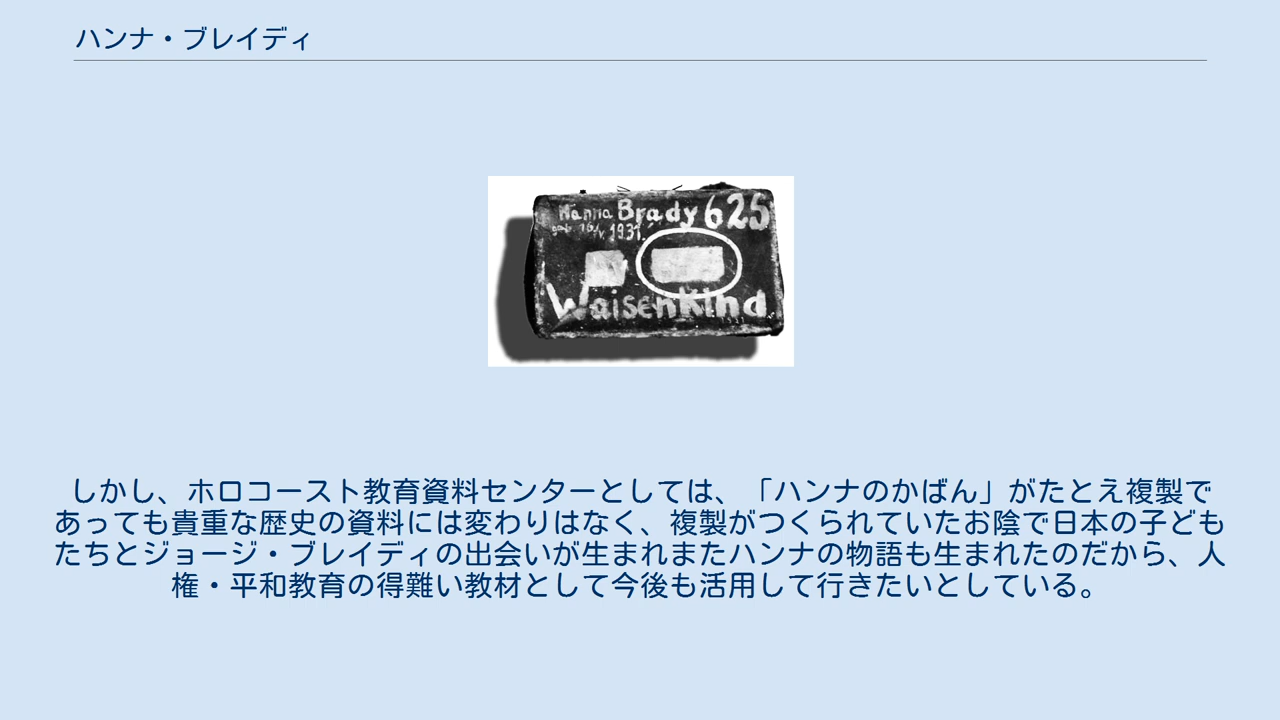 ハンナ・ブレイディ
Hanna Brady 625
geb. 16/V. 1931.
Waisenkind
しかし、ホロコースト教育資料センターとしては、「ハンナのかばん」がたとえ複製で
あっても貴重な歴史の資料には変わりはなく、複製がつくられていたお陰で日本の子ども
たちとジョージ・ブレイディの出会いが生まれまたハンナの物語も生まれたのだから、人
権・平和教育の得難い教材として今後も活用して行きたいとしている。